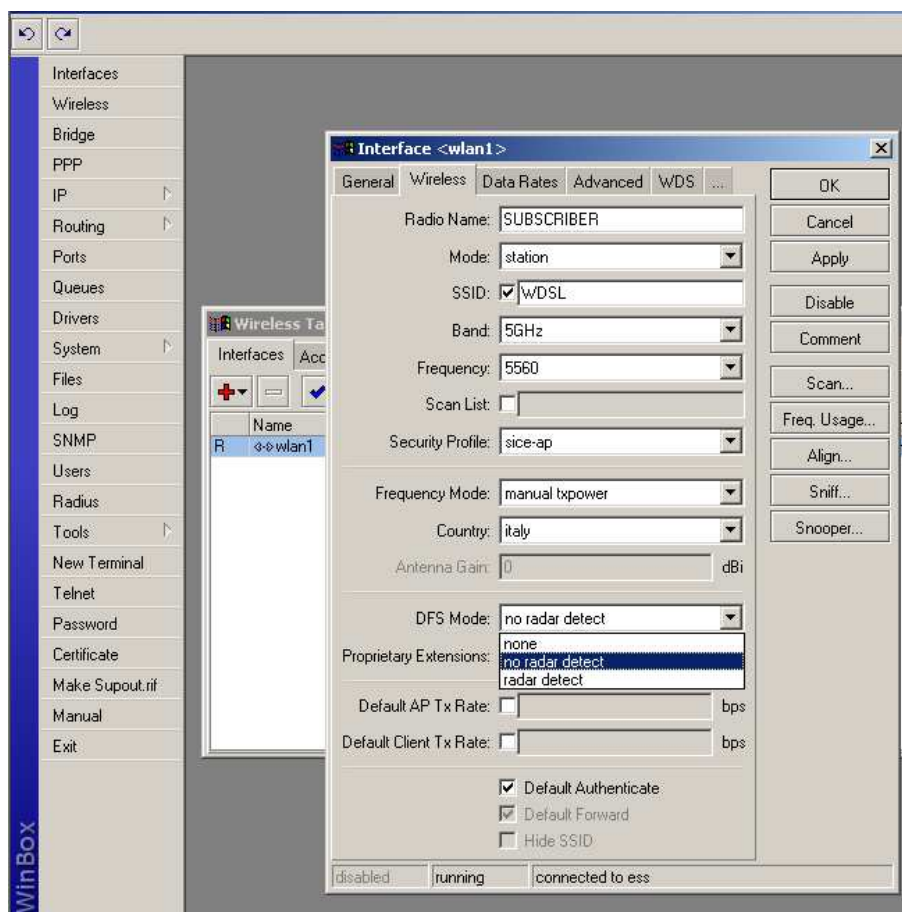 Interfaces
Wireless
Bridge
PPP
IP
Routing
Ports
Queues
Drivers
System
Files
Log
SNMP
Users
Radius
Tools
New Terminal
Telnet
Password
Certificate
Make Supout.rif
Manual
Exit
WinBox
Wireless Ta
Interfaces Acc
Name
R wlan1
Interface <wlan1>
General Wireless Data Rates Advanced WDS ...
Radio Name: SUBSCRIBER
Mode: station
SSID: WDSL
Band: 5GHz
Frequency: 5560
Scan List:
Security Profile: sice-ap
Frequency Mode: manual txpower
Country: italy
Antenna Gain: 0 dBi
DFS Mode: no radar detect
none
Proprietary Extensions: no radar detect
radar detect
Default AP Tx Rate: bps
Default Client Tx Rate: bps
Default Authenticate
Default Forward
Hide SSID
disabled running connected to ess
OK
Cancel
Apply
Disable
Comment
Scan...
Freq. Usage...
Align...
Sniff...
Snooper...